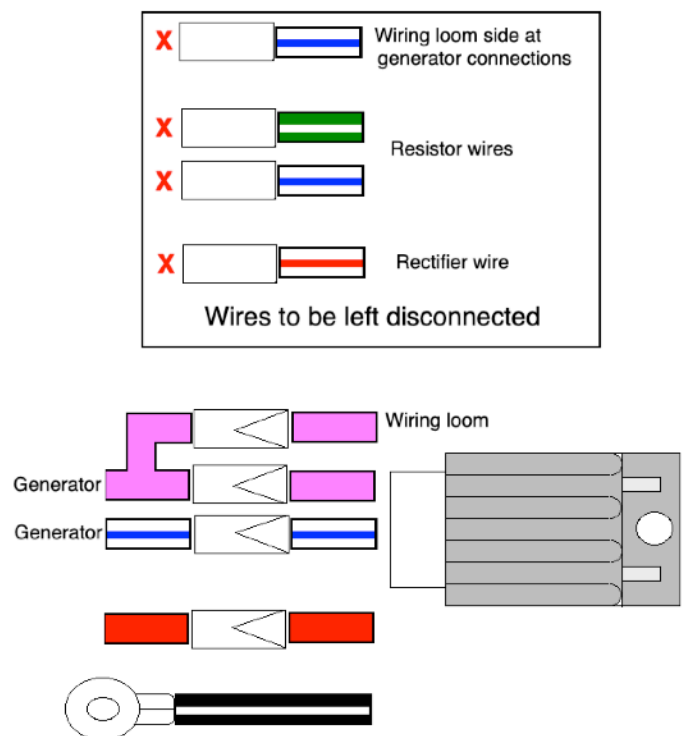 X
Wiring loom side at
generator connections
X
Resistor wires
X
X
Rectifier wire
Wires to be left disconnected
Wiring loom
Generator
Generator